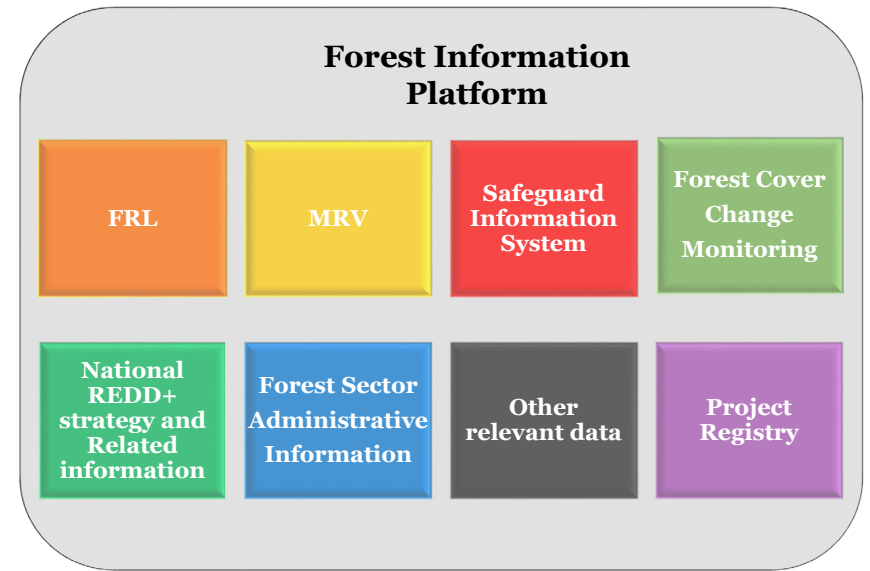 Forest Information
Platform
FRL
MRV
Safeguard
Information
System
Forest Cover
Change
Monitoring
National
REDD+
strategy and
Related
information
Forest Sector
Administrative
Information
Other
relevant data
Project
Registry